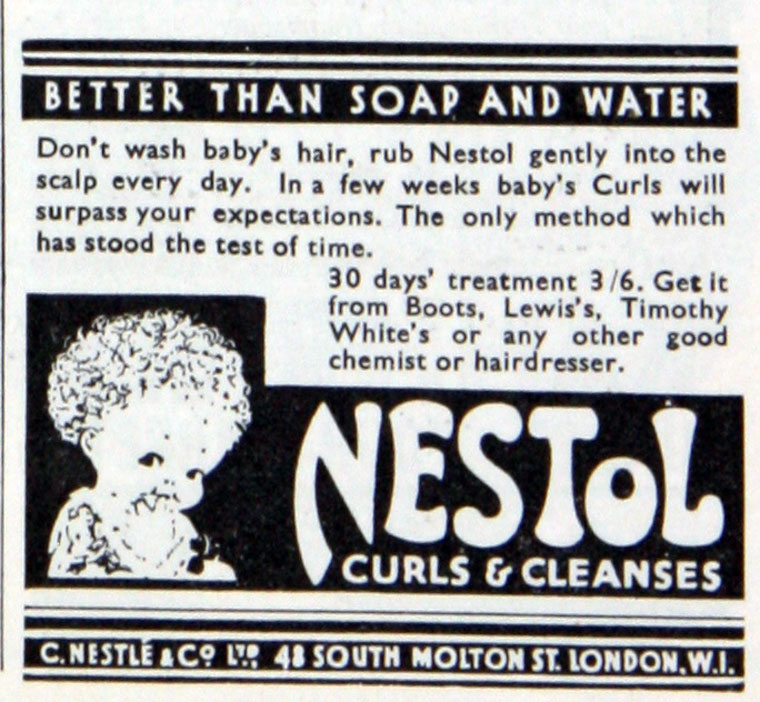 BETTER THAN SOAP AND WATER
Don't wash baby's hair, rub Nestol gently into the
scalp every day. In a few weeks baby's Curls will
surpass your expectations. The only method which
has stood the test of time.
30 days' treatment 3/6. Get it
from Boots, Lewis's, Timothy
White's or any other good
chemist or hairdresser.
NESTOL
CURLS & CLEANSES
C. NESTLÉ & CO LTD. 48 SOUTH MOLTON ST. LONDON. W.I.